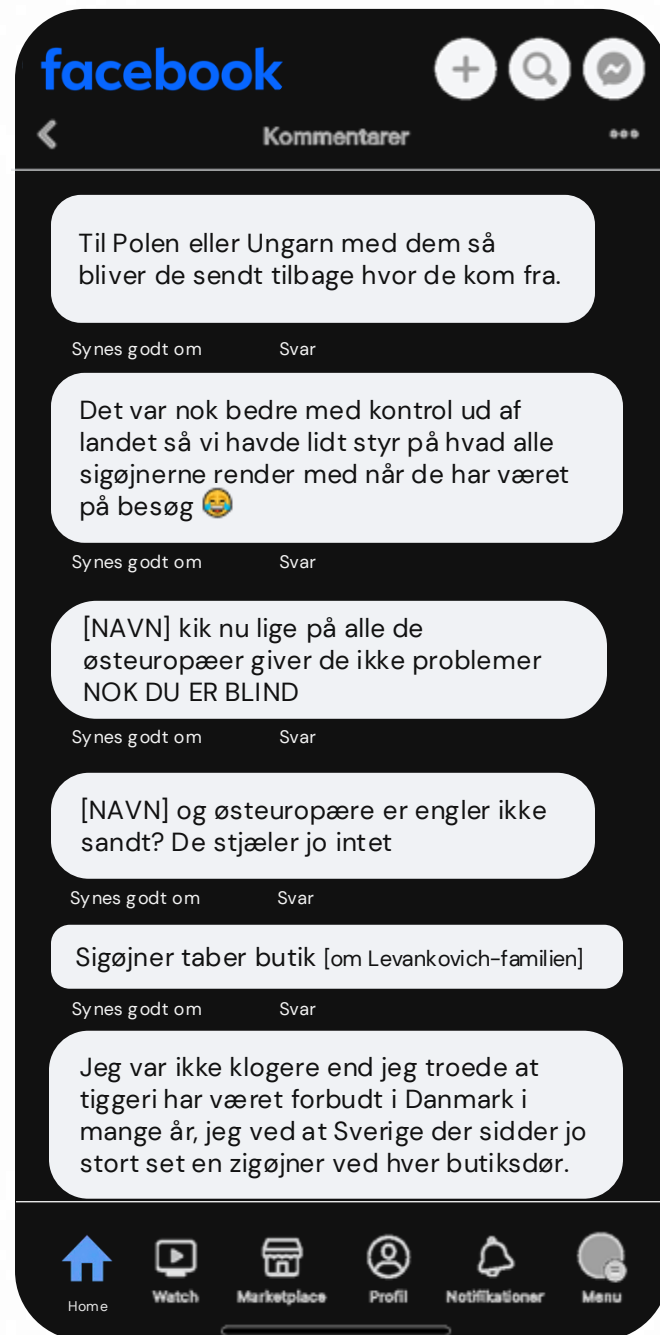 facebook
Kommentarer
Til Polen eller Ungarn med dem så
bliver de sendt tilbage hvor de kom fra.
Synes godt om Svar
Det var nok bedre med kontrol ud af
landet så vi havde lidt styr på hvad alle
sigøjnerne render med når de har været
på besøg 😂
Synes godt om Svar
[NAVN] kik nu lige på alle de
østeuropæer giver de ikke problemer
NOK DU ER BLIND
Synes godt om Svar
[NAVN] og østeuropære er engler ikke
sandt? De stjæler jo intet
Synes godt om Svar
Sigøjner taber butik [om Levankovich-familien]
Synes godt om Svar
Jeg var ikke klogere end jeg troede at
tiggeri har været forbudt i Danmark i
mange år, jeg ved at Sverige der sidder jo
stort set en zigøjner ved hver butiksdør.
Home Watch Marketplace Profil Notifikationer Menu